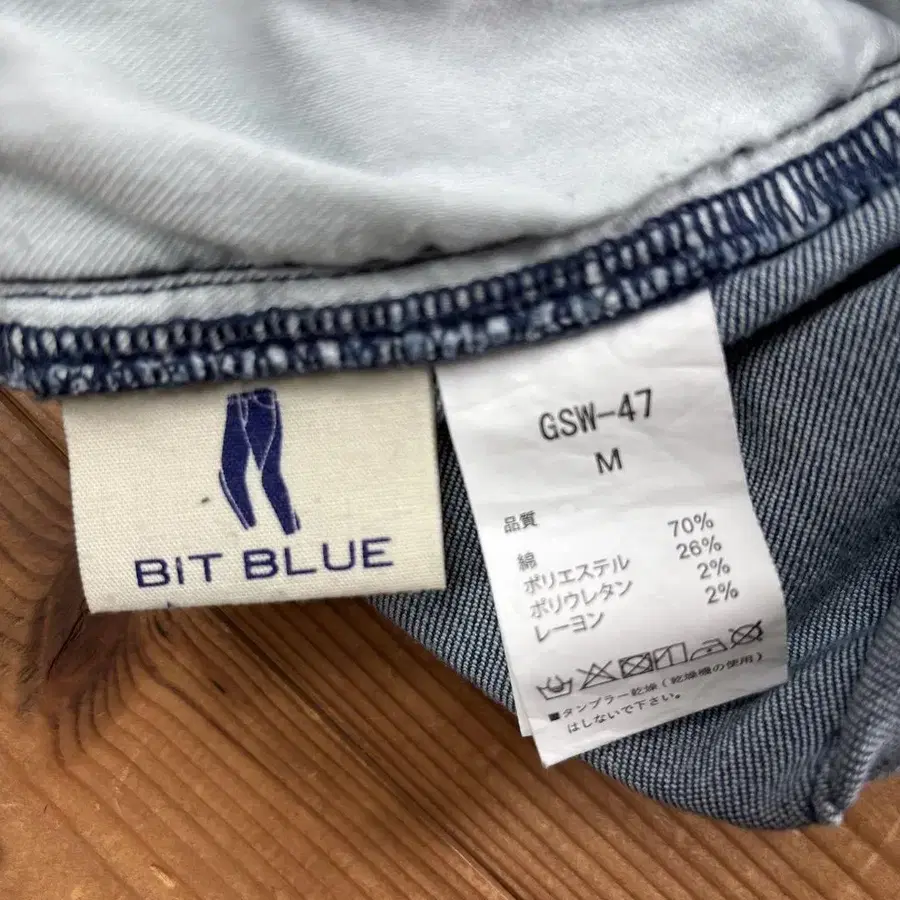 BIT BLUE
GSW-47
M
品質
綿 70%
ポリエステル 26%
ポリウレタン 2%
レーヨン 2%
■タンブラー乾燥(乾燥機の使用)
はしないで下さい。